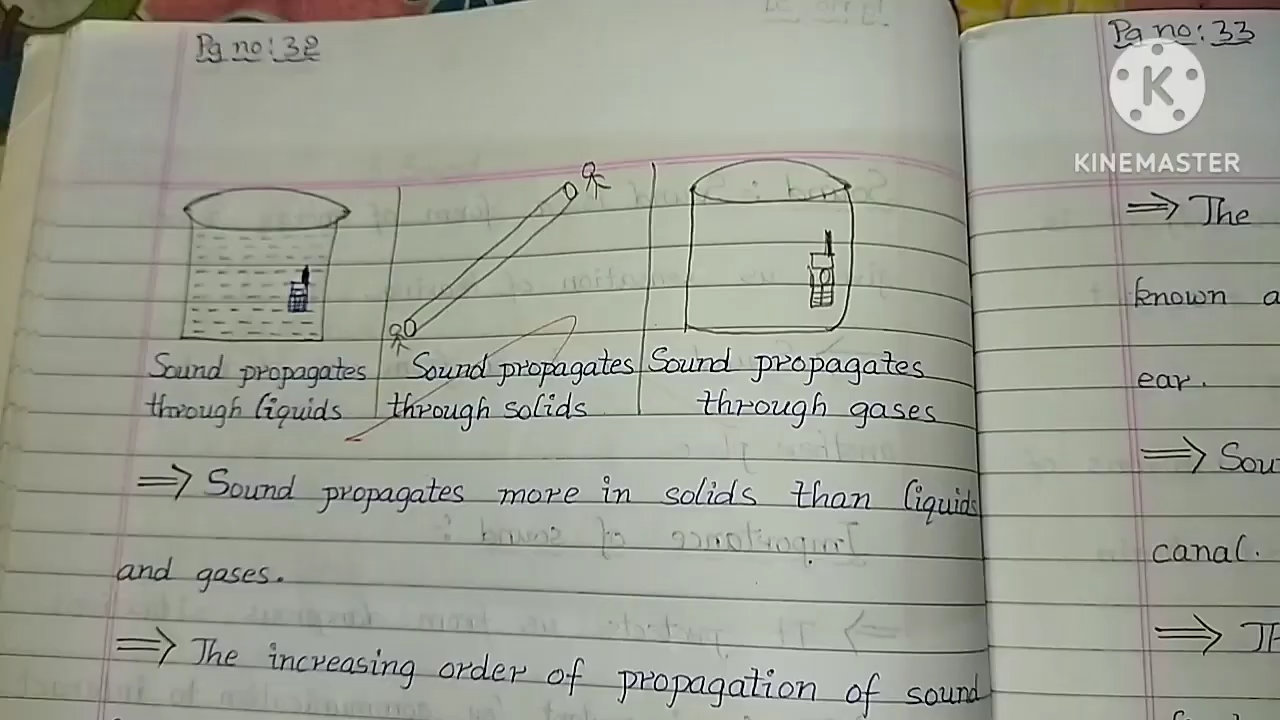 Pg no: 32
Sound propagates through liquids
Sound propagates through solids
Sound propagates through gases
⇒ Sound propagates more in solids than liquids
and gases.
⇒ The increasing order of propagation of sound
Pg no: 33
K
KINEMASTER
⇒ The
known a
ear.
⇒ Sou
canal.
⇒ Th